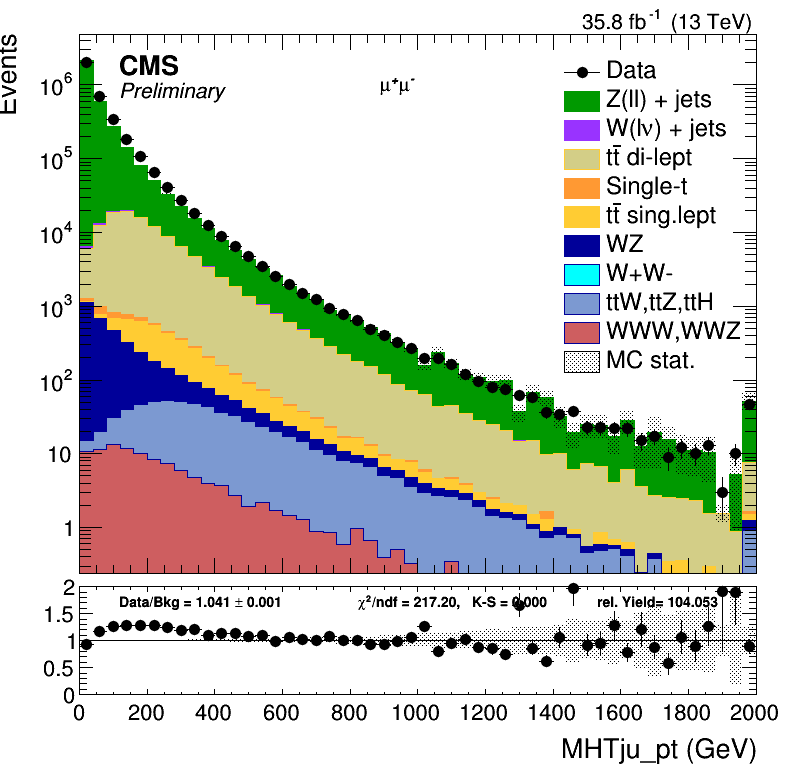 35.8 fb⁻¹ (13 TeV)
Events
CMS
Preliminary
μ⁺μ⁻
Data
Z(ll) + jets
W(lν) + jets
tt̄ di-lept
Single-t
tt̄ sing.lept
WZ
W+W-
ttW,ttZ,ttH
WWW,WWZ
MC stat.
10⁶
10⁵
10⁴
10³
10²
10
1
2
1.5
1
0.5
0
Data/Bkg = 1.041 ± 0.001 χ²/ndf = 217.20, K-S = 0.000 rel. Yield= 104.053
0 200 400 600 800 1000 1200 1400 1600 1800 2000
MHTju_pt (GeV)